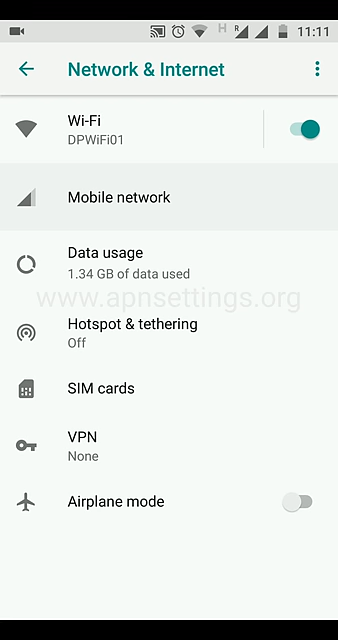 H R 11:11
Network & Internet
Wi-Fi
DPWiFi01
Mobile network
Data usage
1.34 GB of data used
www.apnsettings.org
Hotspot & tethering
Off
SIM cards
VPN
None
Airplane mode